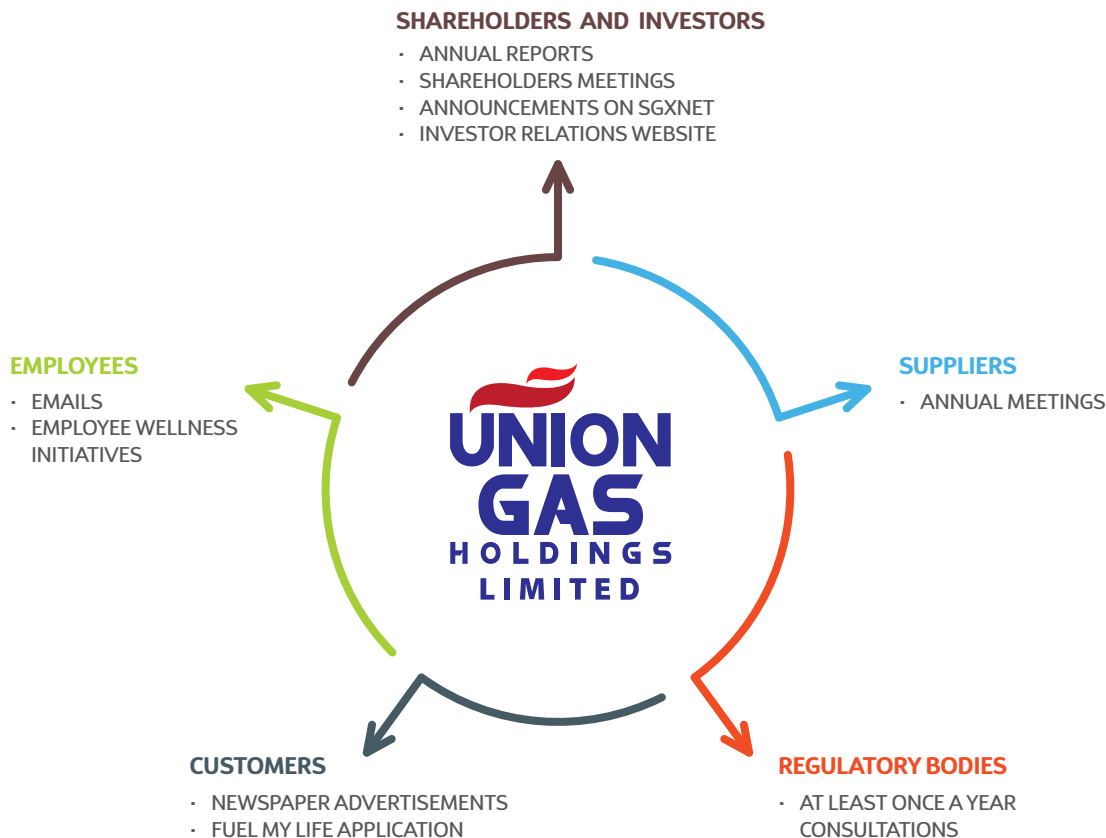 SHAREHOLDERS AND INVESTORS
· ANNUAL REPORTS
· SHAREHOLDERS MEETINGS
· ANNOUNCEMENTS ON SGXNET
· INVESTOR RELATIONS WEBSITE
EMPLOYEES
· EMAILS
· EMPLOYEE WELLNESS
INITIATIVES
SUPPLIERS
· ANNUAL MEETINGS
UNION
GAS
HOLDINGS
LIMITED
CUSTOMERS
· NEWSPAPER ADVERTISEMENTS
· FUEL MY LIFE APPLICATION
REGULATORY BODIES
· AT LEAST ONCE A YEAR
CONSULTATIONS